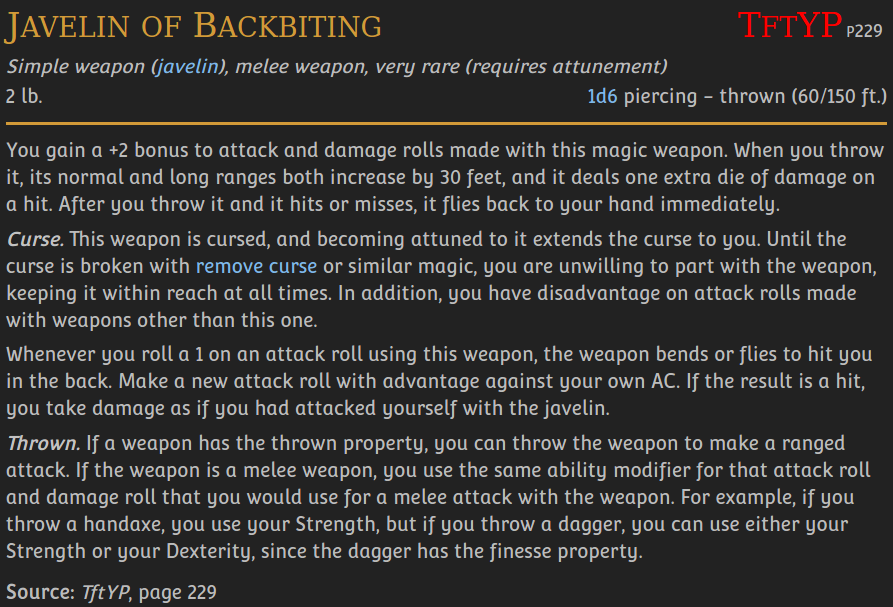 Javelin of Backbiting TftYP P229
Simple weapon (javelin), melee weapon, very rare (requires attunement)
2 lb. 1d6 piercing – thrown (60/150 ft.)
You gain a +2 bonus to attack and damage rolls made with this magic weapon. When you throw
it, its normal and long ranges both increase by 30 feet, and it deals one extra die of damage on
a hit. After you throw it and it hits or misses, it flies back to your hand immediately.
Curse. This weapon is cursed, and becoming attuned to it extends the curse to you. Until the
curse is broken with remove curse or similar magic, you are unwilling to part with the weapon,
keeping it within reach at all times. In addition, you have disadvantage on attack rolls made
with weapons other than this one.
Whenever you roll a 1 on an attack roll using this weapon, the weapon bends or flies to hit you
in the back. Make a new attack roll with advantage against your own AC. If the result is a hit,
you take damage as if you had attacked yourself with the javelin.
Thrown. If a weapon has the thrown property, you can throw the weapon to make a ranged
attack. If the weapon is a melee weapon, you use the same ability modifier for that attack roll
and damage roll that you would use for a melee attack with the weapon. For example, if you
throw a handaxe, you use your Strength, but if you throw a dagger, you can use either your
Strength or your Dexterity, since the dagger has the finesse property.
Source: TftYP, page 229